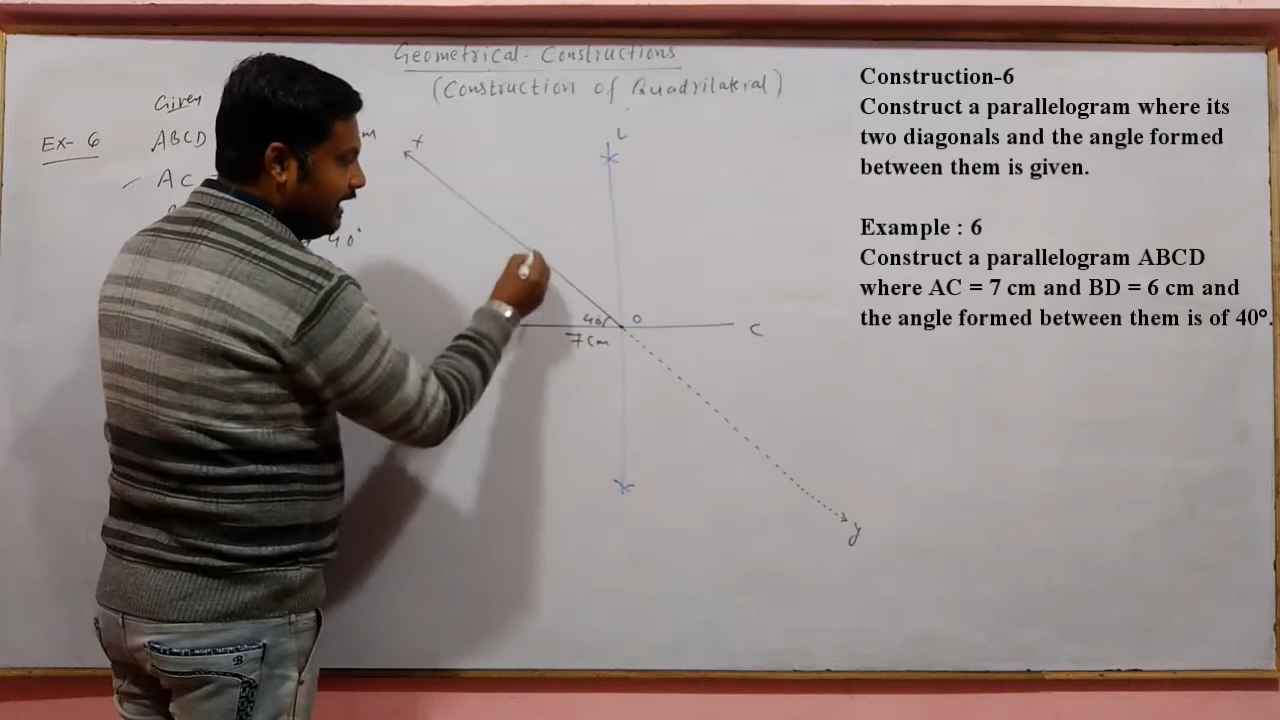 Geometrical-Constructions
(Construction of Quadrilateral)
Given
Ex- 6
ABCD
m
AC
40°
X
L
40°
O
7cm
C
y
B
Construction-6
Construct a parallelogram where its
two diagonals and the angle formed
between them is given.
Example : 6
Construct a parallelogram ABCD
where AC = 7 cm and BD = 6 cm and
the angle formed between them is of 40°.